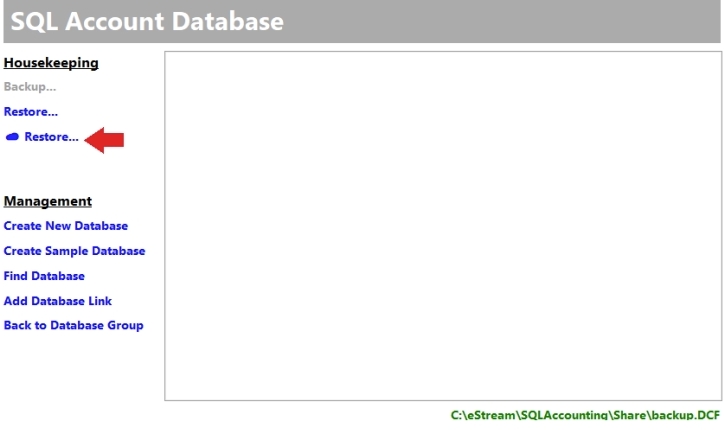 SQL Account Database
Housekeeping
Backup...
Restore...
Restore...
Management
Create New Database
Create Sample Database
Find Database
Add Database Link
Back to Database Group
C:\eStream\SQLAccounting\Share\backup.DCF